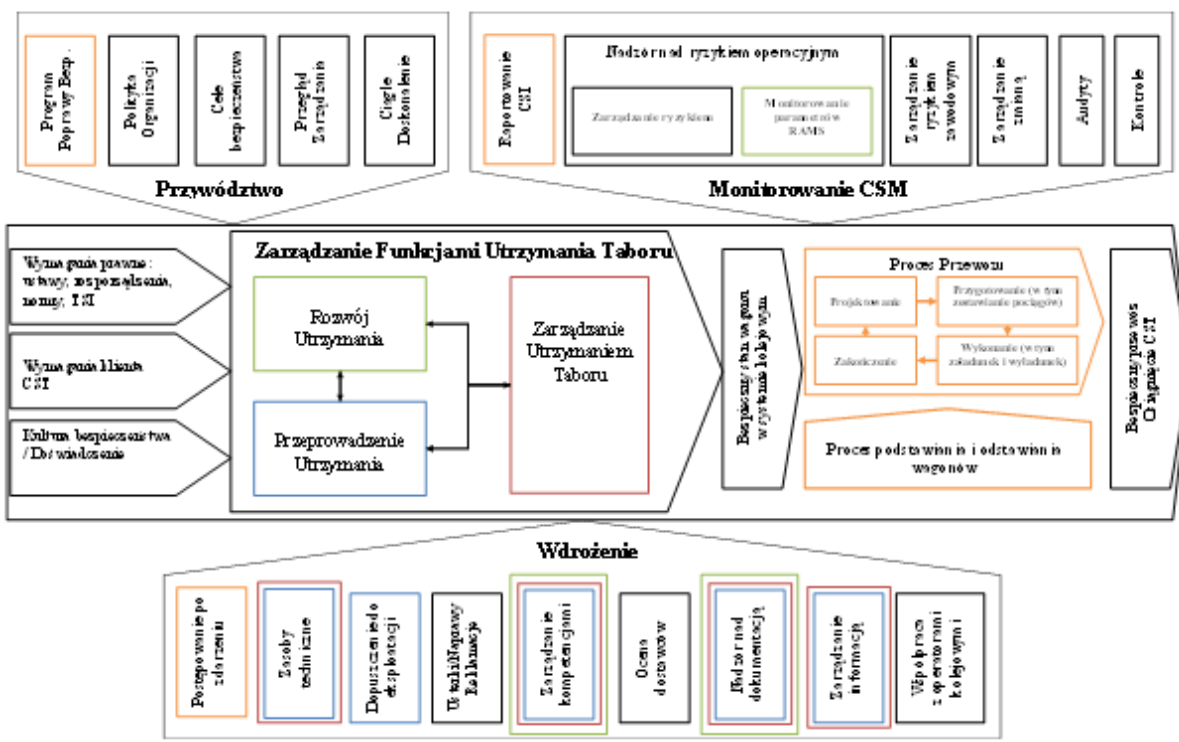 Program
Poprawy Bezp.
Polityka
Organizacji
Cele
bezpieczeństwa
Przegląd
Zarządzania
Ciągłe
Doskonalenie
Przywództwo
Raportowanie
CSI
Nadzór nad ryzykiem operacyjnym
Zarządzanie ryzykiem
Monitorowanie
parametrów
RAMS
Zarządzanie
ryzykiem
zawodowym
Zarządzanie
zmianą
Audyty
Kontrole
Monitorowanie CSM
Wymagania prawne:
ustawy, rozporządzenia,
normy, TSI
Wymagania klienta
CSI
Kultura bezpieczeństwa
/ Doświadczenie
Zarządzanie Funkcjami Utrzymania Taboru
Rozwój
Utrzymania
Przeprowadzenie
Utrzymania
Zarządzanie
Utrzymaniem
Taboru
Bezpieczny stan wagonu
w systemie kolejowym
Proces Przewozu
Projektowanie
Przygotowanie (w tym
zestawianie pociągów)
Zakończenie
Wykonanie (w tym
załadunek i wyładunek)
Proces podstawiania i odstawiania
wagonów
Bezpieczny przewóz
Osiągnięcie CSI
Wdrożenie
Postępowanie po
zdarzeniu
Zasoby
techniczne
Dopuszczenie do
eksploatacji
Usterki/Naprawy
Reklamacje
Zarządzanie
kompetencjami
Ocena
dostawców
Nadzór nad
dokumentacją
Zarządzanie
informacją
Współpraca
z operatorami
kolejowymi